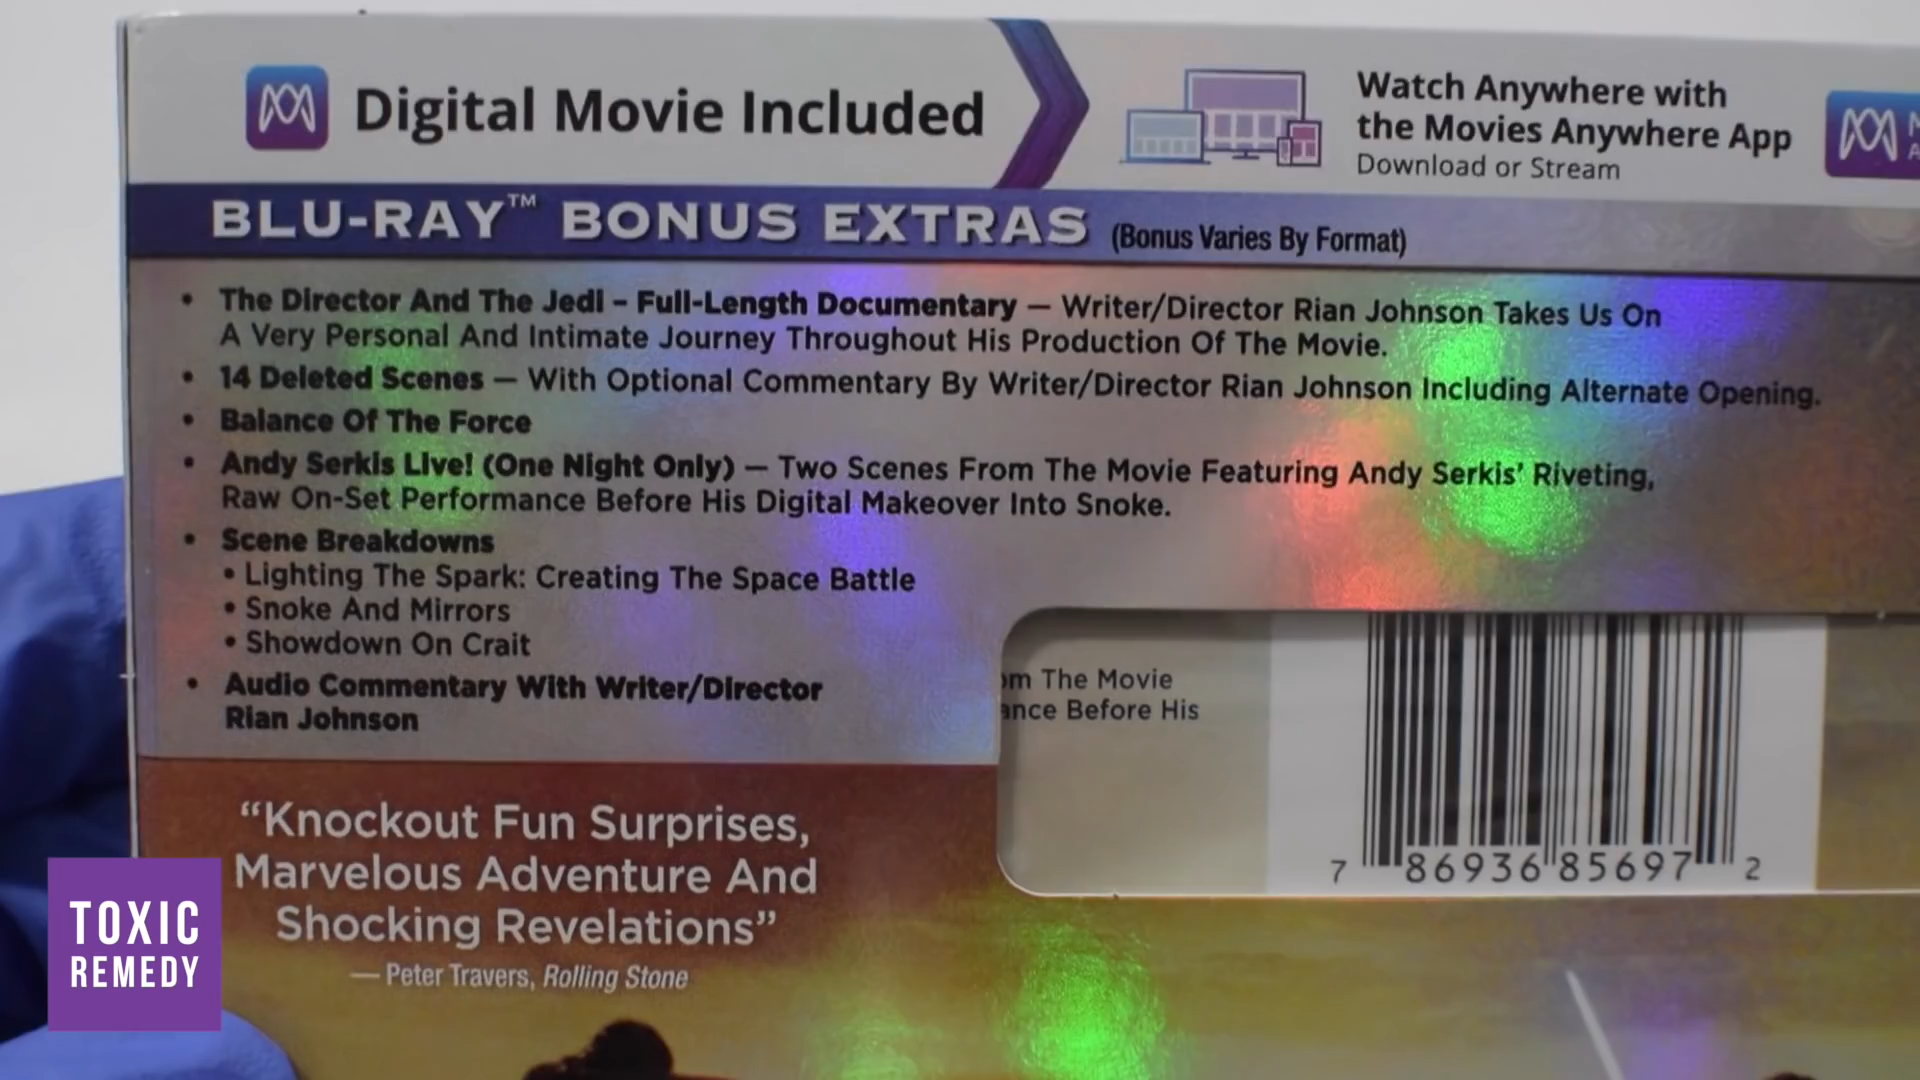 Digital Movie Included
Watch Anywhere with
the Movies Anywhere App
Download or Stream
BLU-RAY™ BONUS EXTRAS (Bonus Varies By Format)
• The Director And The Jedi – Full-Length Documentary — Writer/Director Rian Johnson Takes Us On
A Very Personal And Intimate Journey Throughout His Production Of The Movie.
• 14 Deleted Scenes — With Optional Commentary By Writer/Director Rian Johnson Including Alternate Opening.
• Balance Of The Force
• Andy Serkis Live! (One Night Only) — Two Scenes From The Movie Featuring Andy Serkis’ Riveting,
Raw On-Set Performance Before His Digital Makeover Into Snoke.
• Scene Breakdowns
• Lighting The Spark: Creating The Space Battle
• Snoke And Mirrors
• Showdown On Crait
• Audio Commentary With Writer/Director
Rian Johnson
The Movie
Before His
7 86936 85697 2
“Knockout Fun Surprises,
Marvelous Adventure And
Shocking Revelations”
— Peter Travers, Rolling Stone
TOXIC
REMEDY